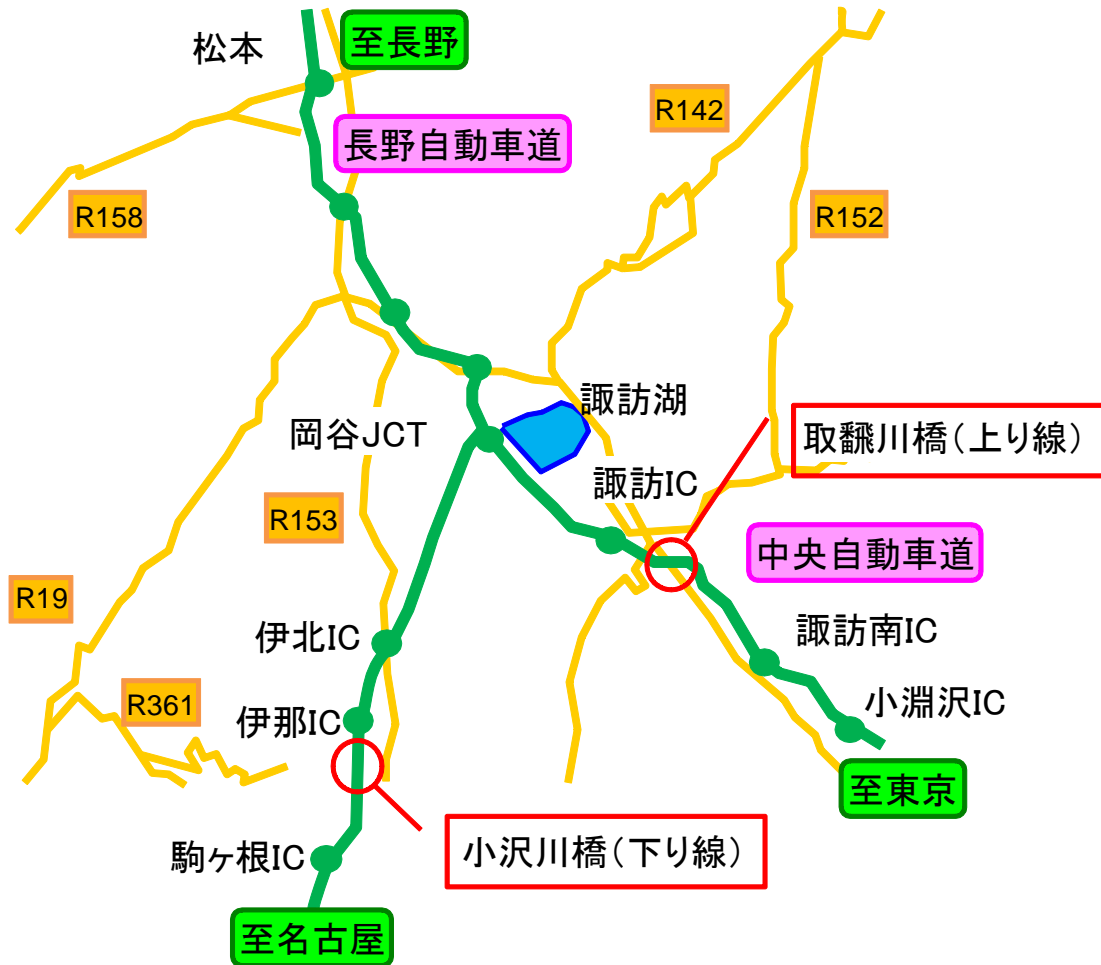 松本
至長野
R142
長野自動車道
R158
R152
諏訪湖
岡谷JCT
取飜川橋(上り線)
諏訪IC
R153
中央自動車道
R19
伊北IC
諏訪南IC
R361
伊那IC
小淵沢IC
至東京
小沢川橋(下り線)
駒ヶ根IC
至名古屋